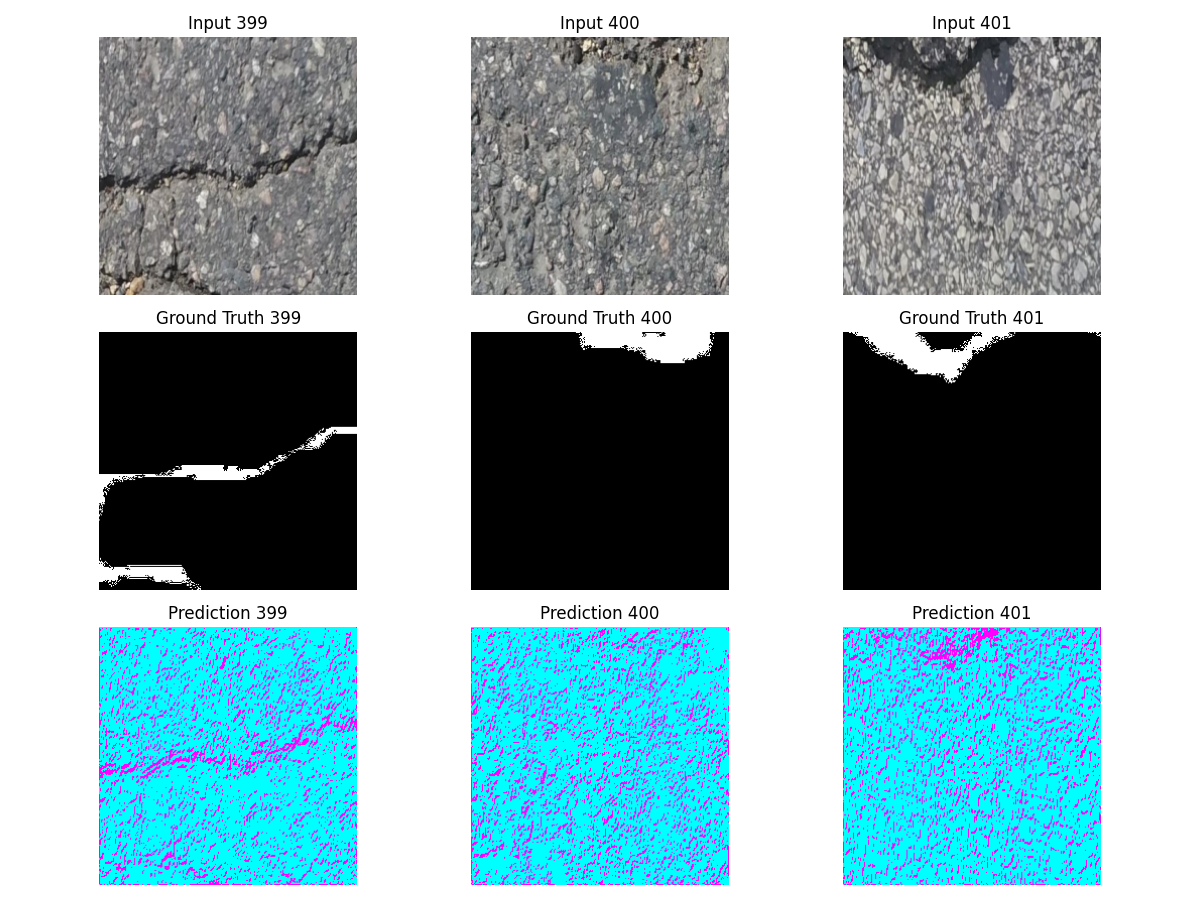 Input 399
Input 400
Input 401
Ground Truth 399
Ground Truth 400
Ground Truth 401
Prediction 399
Prediction 400
Prediction 401